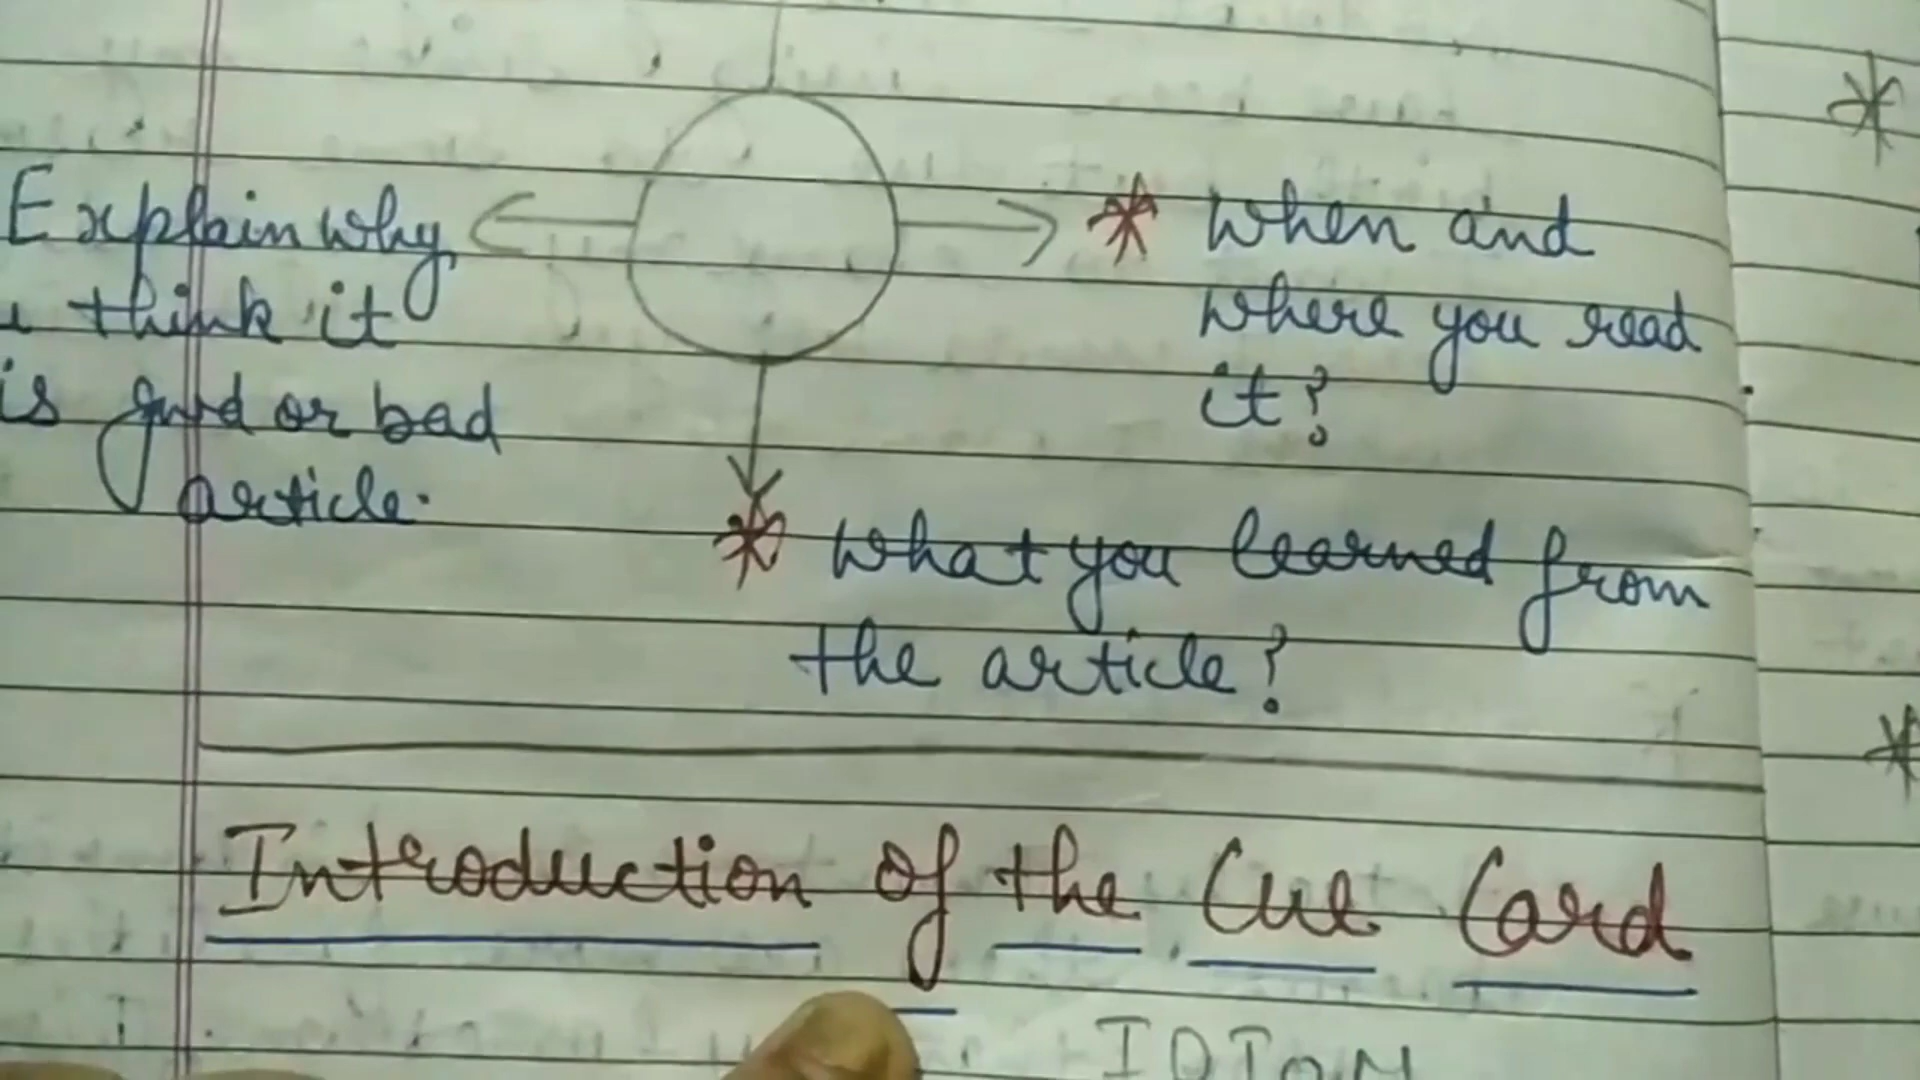 Explain why
think it
is good or bad
article.
* When and
where you read
it?
* What you learned from
the article?
Introduction of the Cue Card